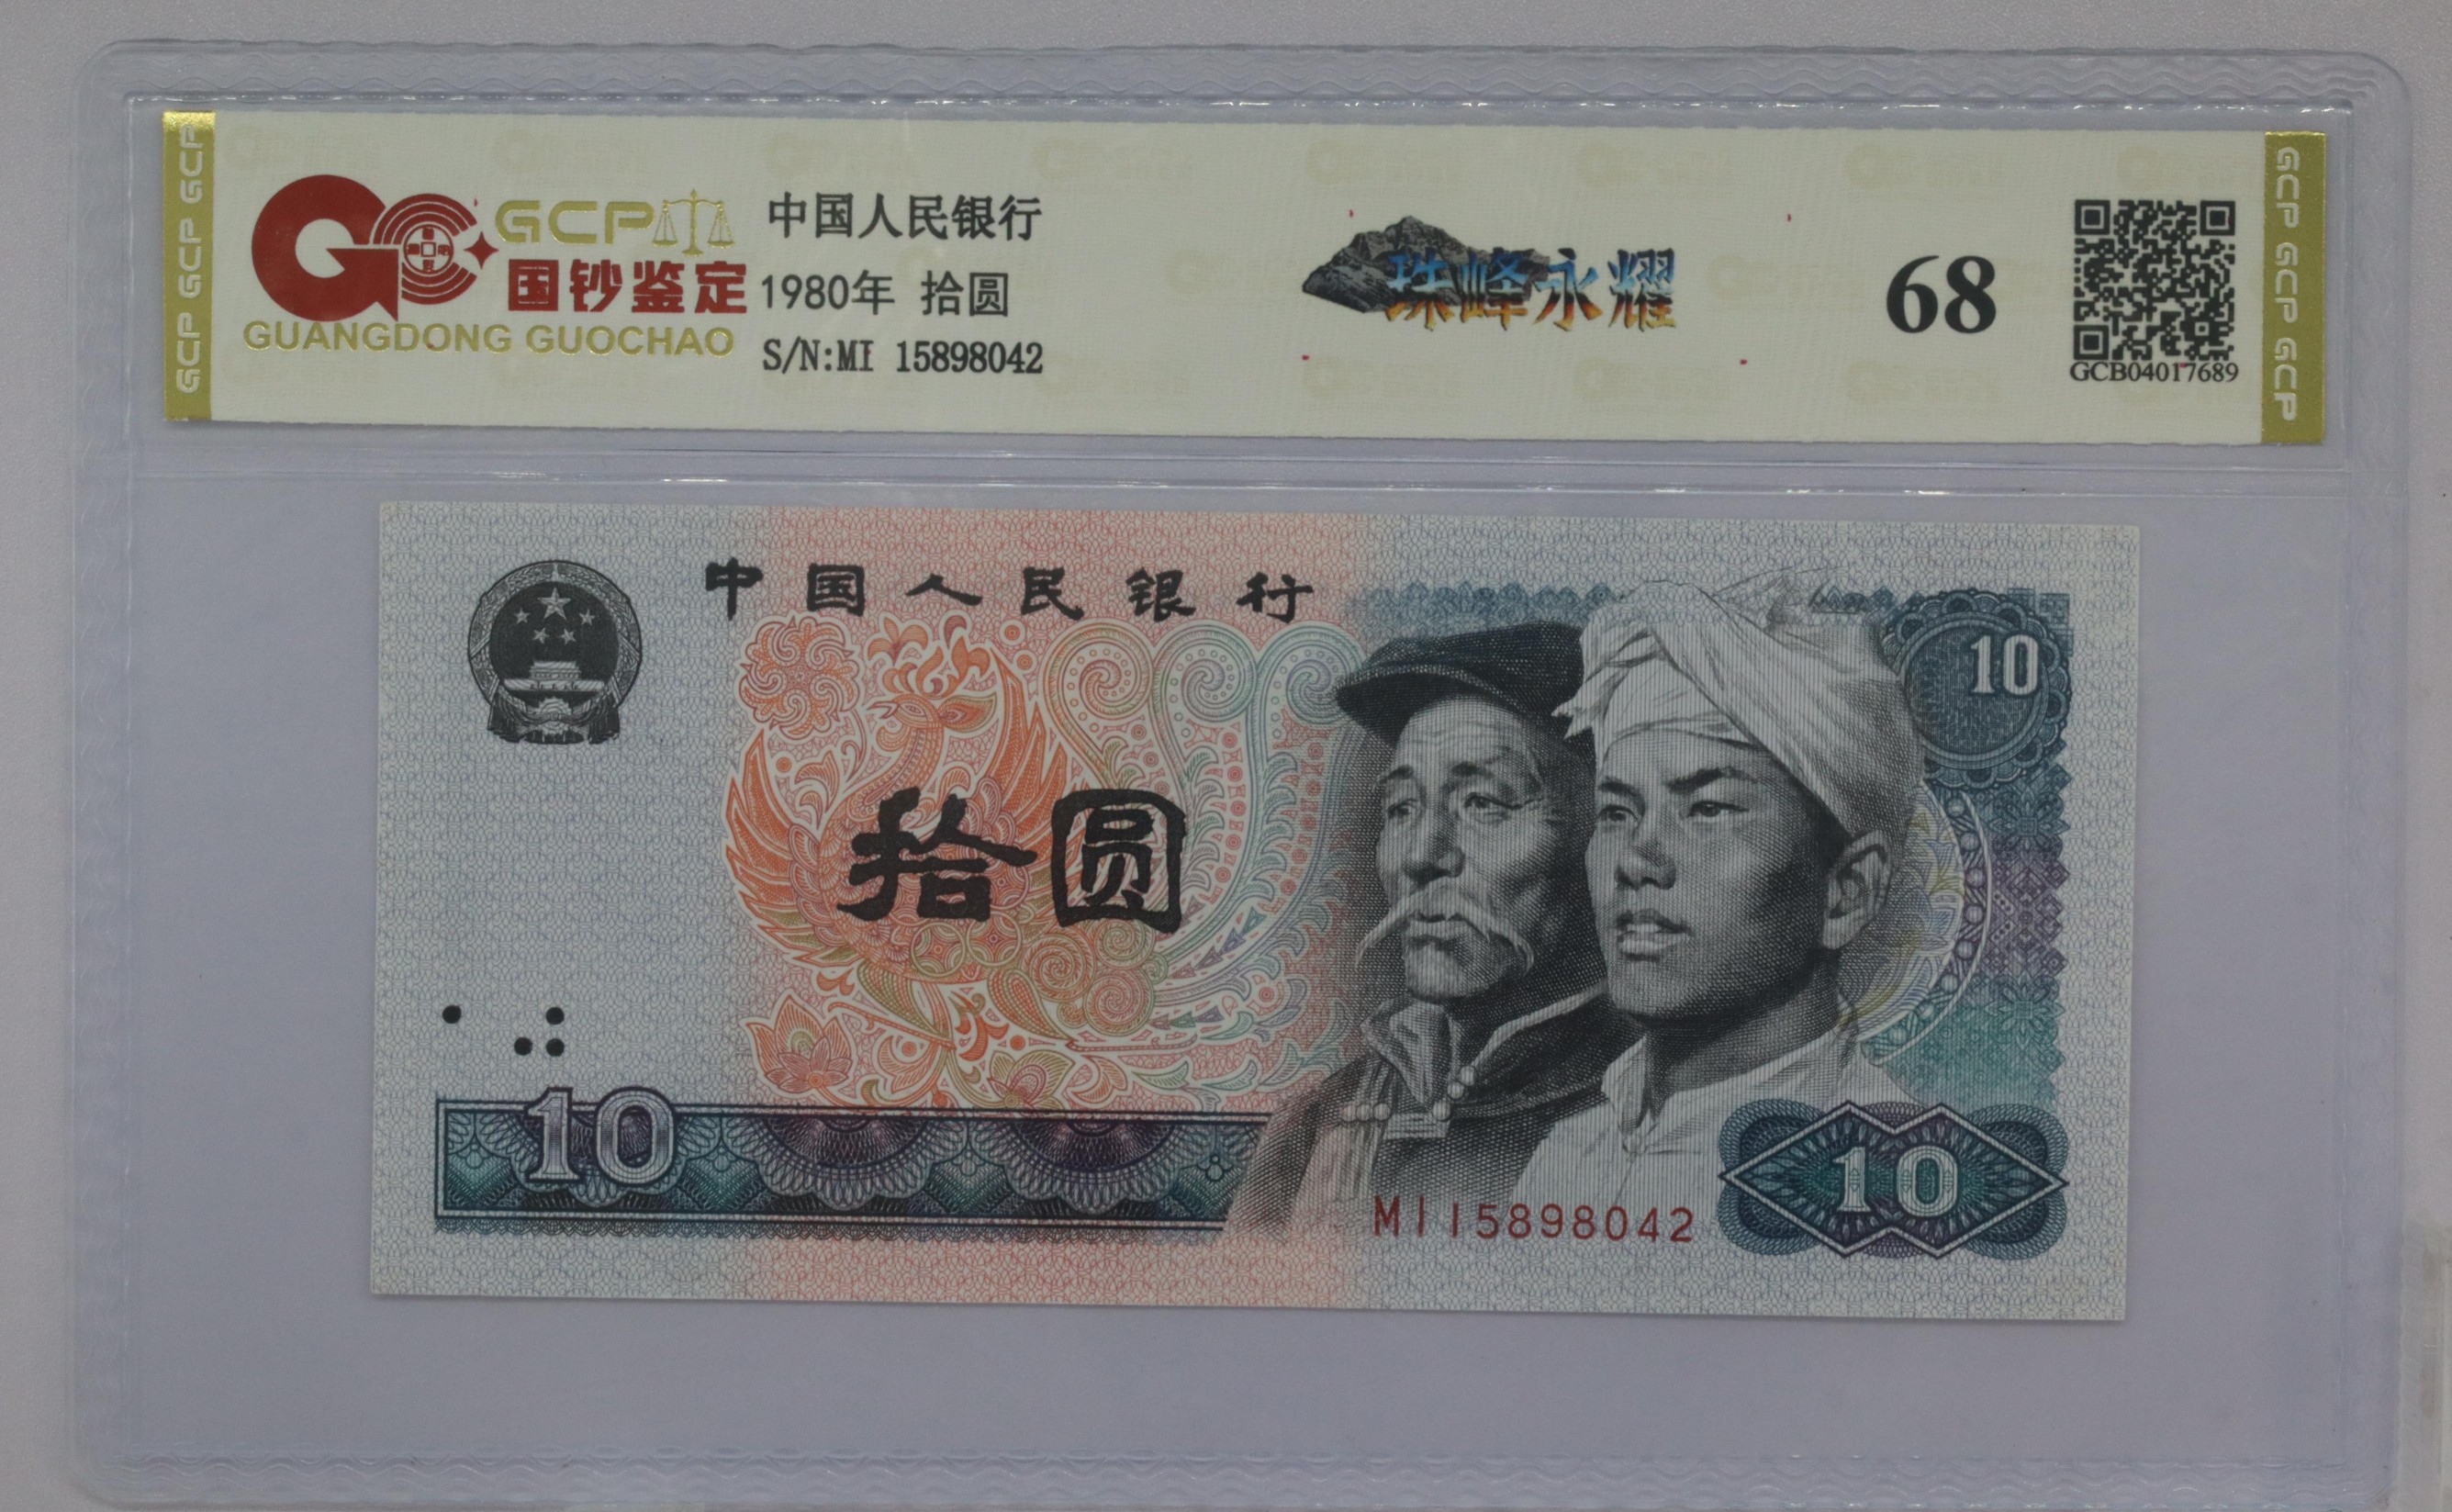 GCP GCP GCP
GCP
国钞鉴定
GUANGDONG GUOCHAO
中国人民银行
1980年 拾圆
S/N:MI 15898042
珠峰永耀
68
GCB04017689
GCP GCP GCP
中国人民银行
10
拾圆
10
MI15898042
10